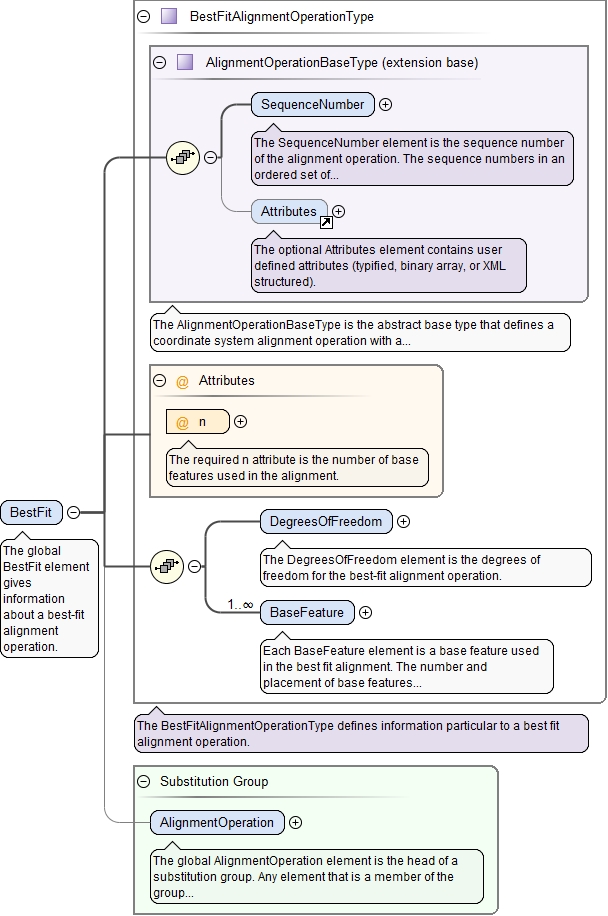 BestFitAlignmentOperationType
AlignmentOperationBaseType (extension base)
SequenceNumber
The SequenceNumber element is the sequence number
of the alignment operation. The sequence numbers in an
ordered set of...
Attributes
The optional Attributes element contains user
defined attributes (typified, binary array, or XML
structured).
The AlignmentOperationBaseType is the abstract base type that defines a
coordinate system alignment operation with a...
@ Attributes
@ n
The required n attribute is the number of base
features used in the alignment.
BestFit
The global
BestFit element
gives
information
about a best-fit
alignment
operation.
DegreesOfFreedom
The DegreesOfFreedom element is the degrees of
freedom for the best-fit alignment operation.
1..∞
BaseFeature
Each BaseFeature element is a base feature used
in the best fit alignment. The number and
placement of base features...
The BestFitAlignmentOperationType defines information particular to a best fit
alignment operation.
Substitution Group
AlignmentOperation
The global AlignmentOperation element is the head of a
substitution group. Any element that is a member of the
group...